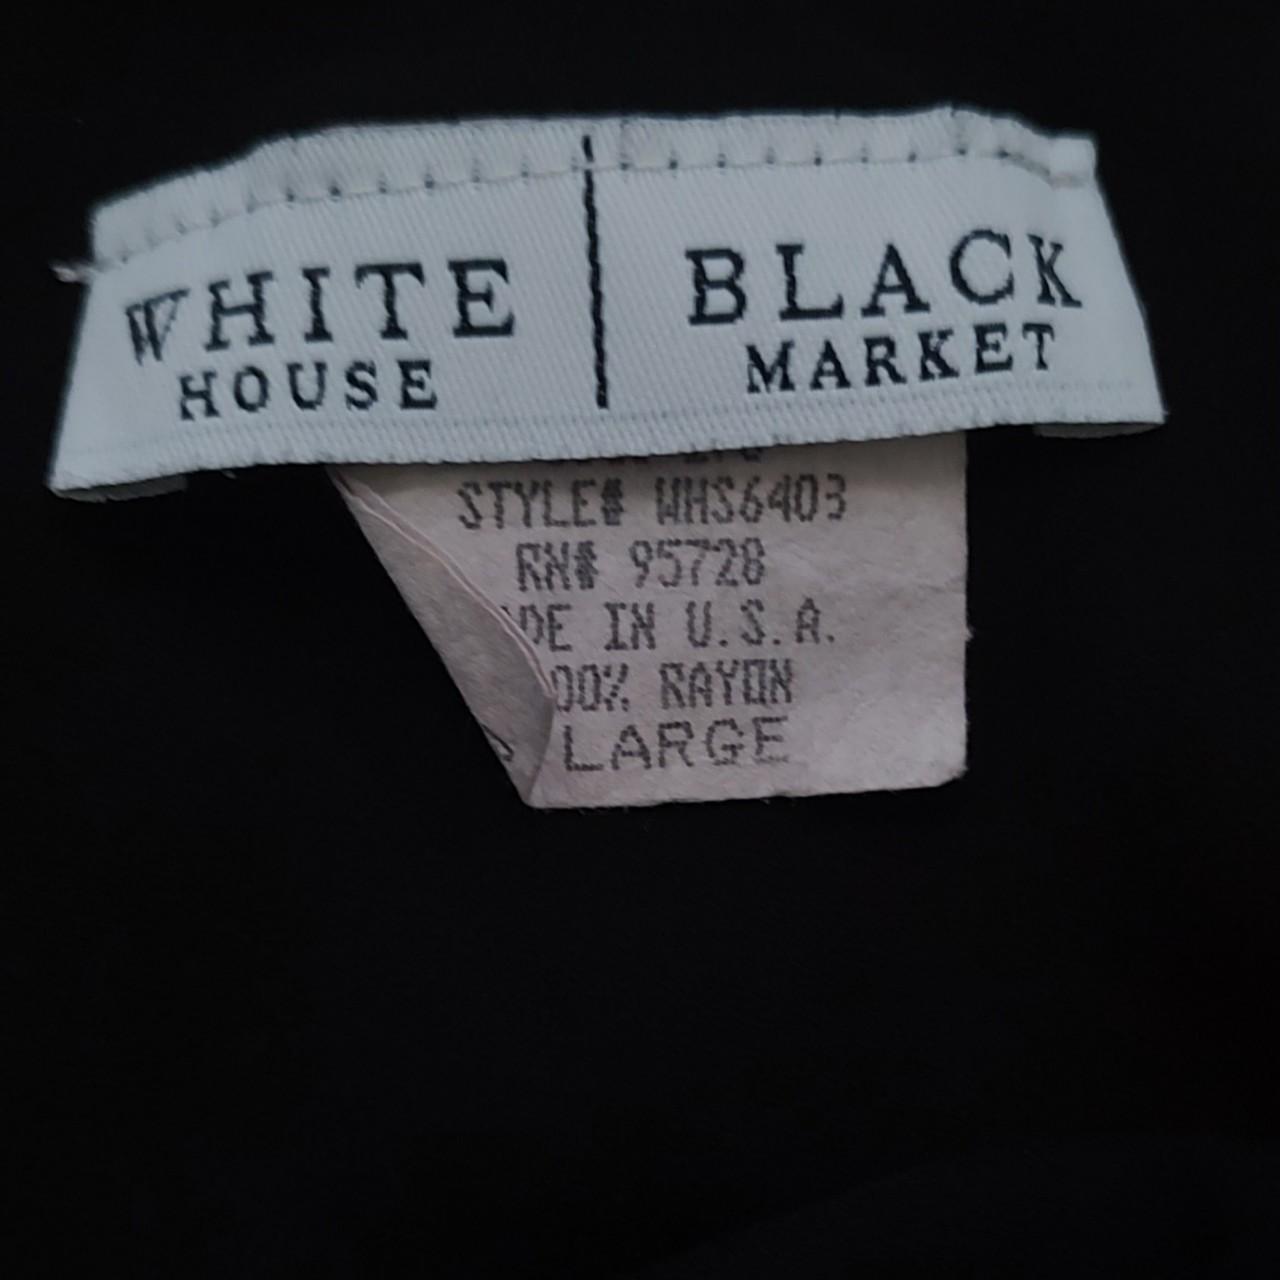 WHITE
HOUSE
BLACK
MARKET
STYLE# WHS6403
RN# 95728
DE IN U.S.A.
00% RAYON
LARGE